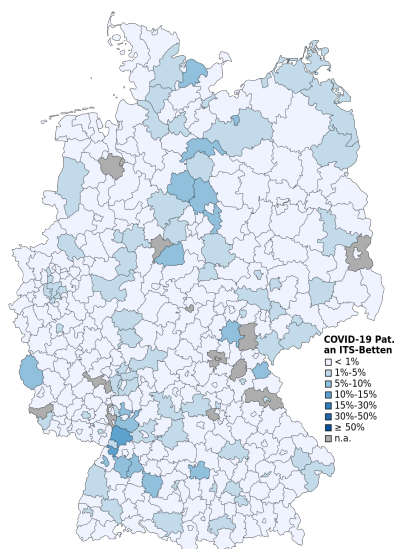 COVID-19 Pat.
an ITS-Betten
< 1%
1%-5%
5%-10%
10%-15%
15%-30%
30%-50%
≥ 50%
n.a.